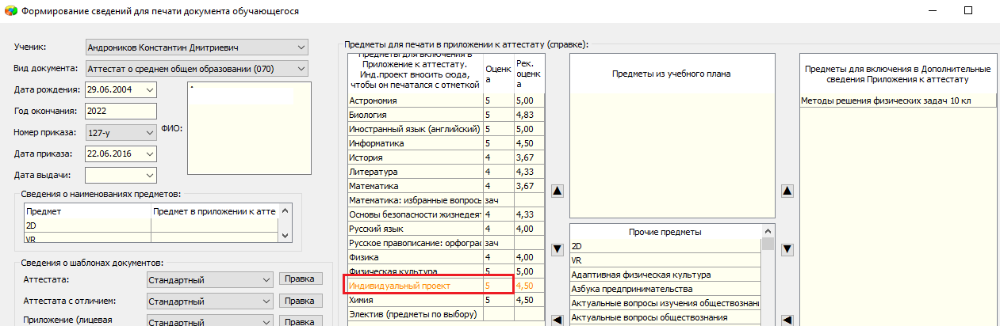 Формирование сведений для печати документа обучающегося
Ученик: Андроников Константин Дмитриевич
Вид документа: Аттестат о среднем общем образовании (070)
Дата рождения: 29.06.2004
Год окончания: 2022
Номер приказа: 127-у
ФИО:
Дата приказа: 22.06.2016
Дата выдачи:
Сведения о наименованиях предметов:
Предмет Предмет в приложении к атте
2D
VR
Сведения о шаблонах документов:
Аттестата: Стандартный Правка
Аттестата с отличием: Стандартный Правка
Приложение (лицевая Стандартный Правка
Предметы для печати в приложении к аттестату (справке):
Предметы для включения в
Приложение к аттестату.
Инд.проект вносить сюда,
чтобы он печатался с отметкой
Оценк
а
Рек.
оценк
а
Астрономия 5 5,00
Биология 5 4,83
Иностранный язык (английский) 5 5,00
Информатика 5 4,50
История 4 3,67
Литература 4 4,33
Математика 4 3,67
Математика: избранные вопросы зач
Основы безопасности жизнедеят 4 4,33
Русский язык 4 4,00
Русское правописание: орфограс зач
Физика 4 4,00
Физическая культура 5 5,00
Индивидуальный проект 5 4,50
Химия 5 4,50
Электив (предметы по выбору)
Предметы из учебного плана
Прочие предметы
2D
VR
Адаптивная физическая культура
Азбука предпринимательства
Актуальные вопросы изучения обществознан
Актуальные вопросы обществознания
Предметы для включения в Дополнительные
сведения Приложения к аттестату
Методы решения физических задач 10 кл